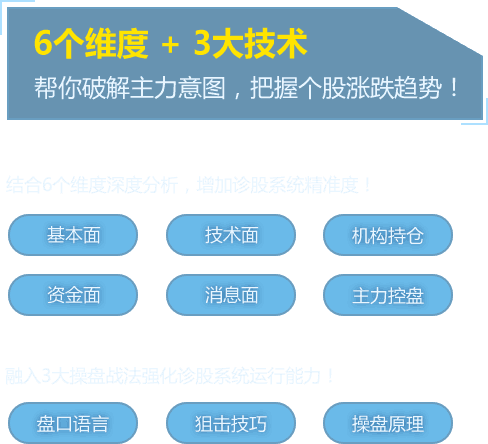 6个维度 + 3大技术
帮你破解主力意图，把握个股涨跌趋势！
结合6个维度深度分析，增加诊股系统精准度！
基本面 技术面 机构持仓
资金面 消息面 主力控盘
融入3大操盘战法强化诊股系统运行能力！
盘口语言 狙击技巧 操盘原理